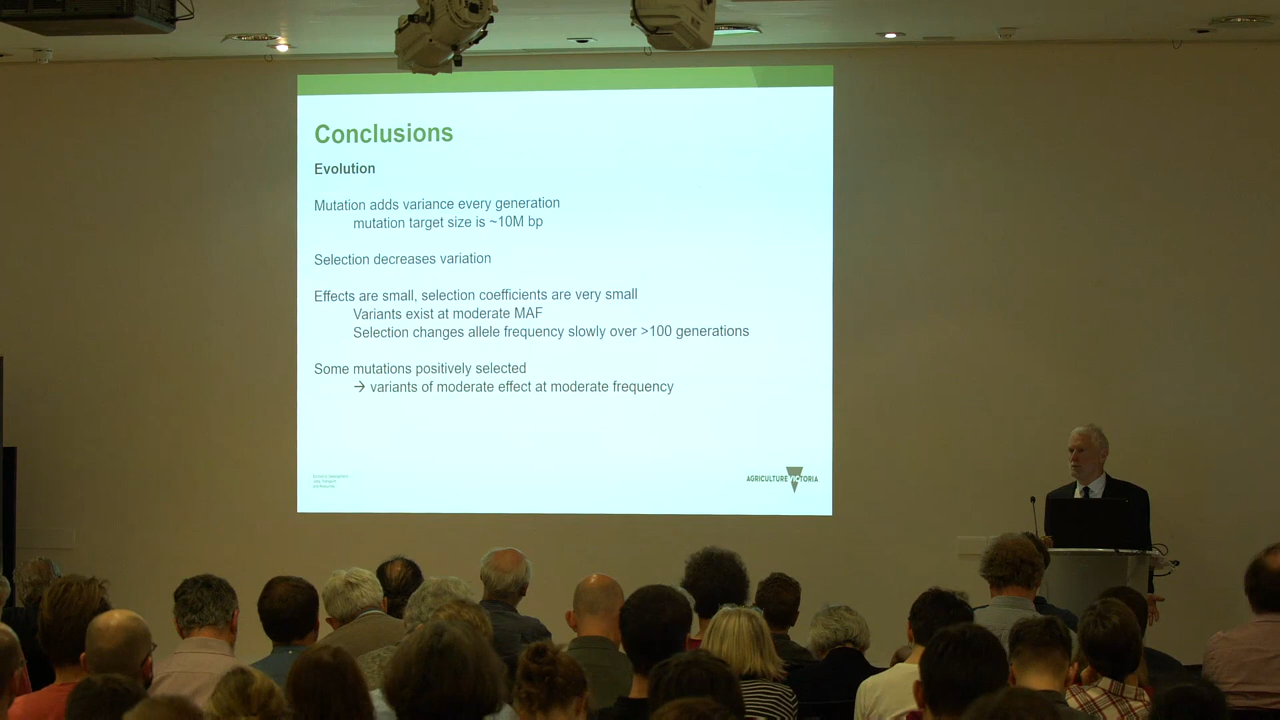 Conclusions
Evolution
Mutation adds variance every generation
mutation target size is ~10M bp
Selection decreases variation
Effects are small, selection coefficients are very small
Variants exist at moderate MAF
Selection changes allele frequency slowly over >100 generations
Some mutations positively selected
→ variants of moderate effect at moderate frequency
AGRICULTURE VICTORIA